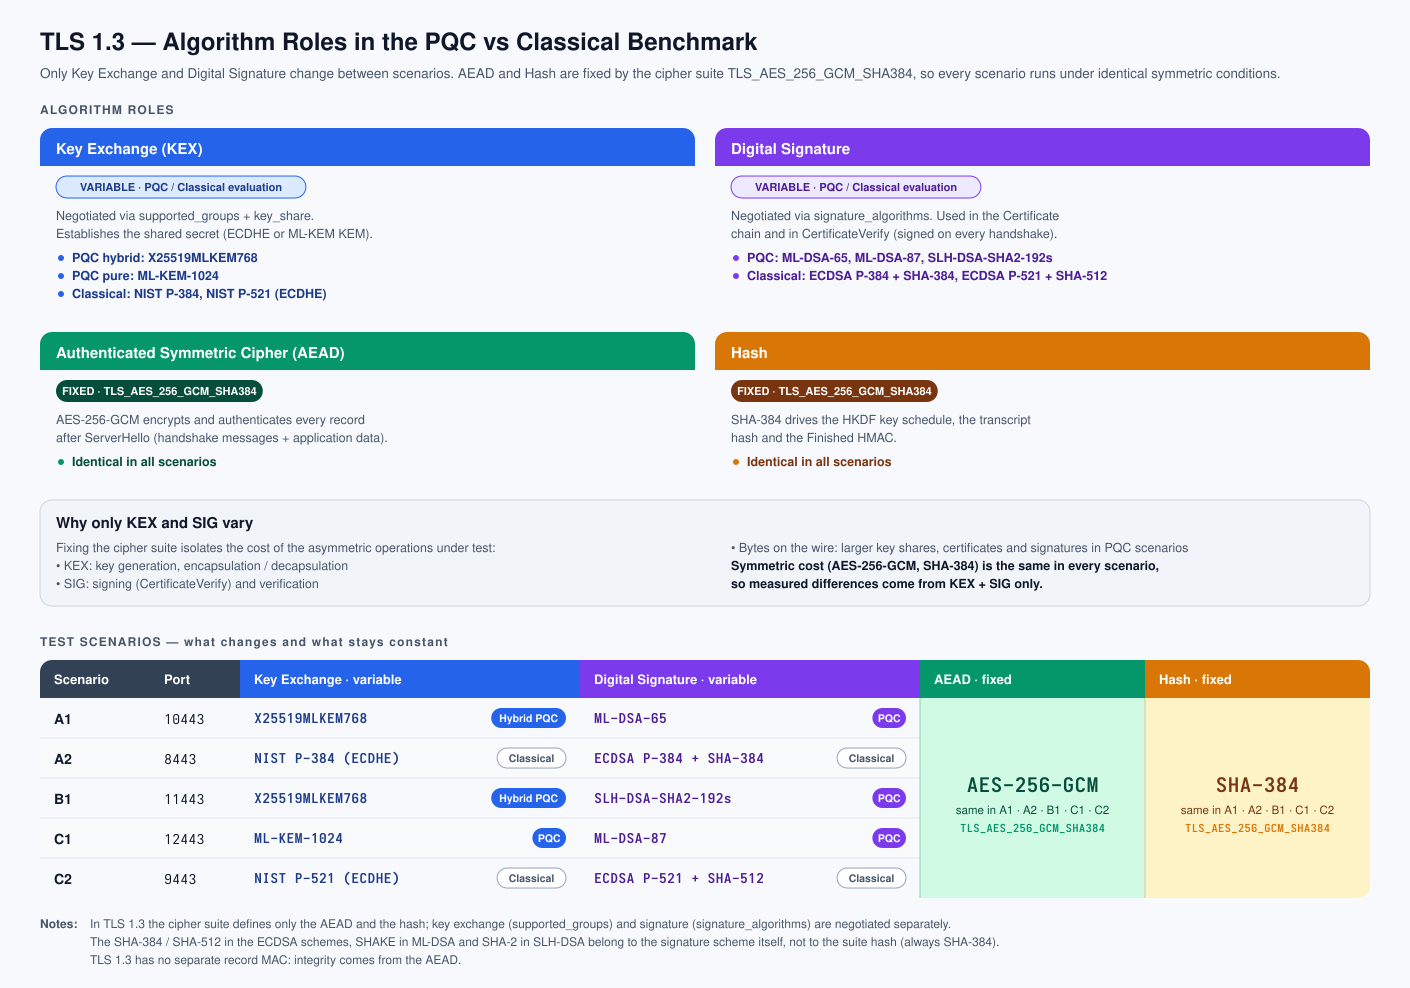 TLS 1.3 — Algorithm Roles in the PQC vs Classical Benchmark
Only Key Exchange and Digital Signature change between scenarios. AEAD and Hash are fixed by the cipher suite TLS_AES_256_GCM_SHA384, so every scenario runs under identical symmetric conditions.
ALGORITHM ROLES
Key Exchange (KEX)
VARIABLE · PQC / Classical evaluation
Negotiated via supported_groups + key_share.
Establishes the shared secret (ECDHE or ML-KEM KEM).
• PQC hybrid: X25519MLKEM768
• PQC pure: ML-KEM-1024
• Classical: NIST P-384, NIST P-521 (ECDHE)
Digital Signature
VARIABLE · PQC / Classical evaluation
Negotiated via signature_algorithms. Used in the Certificate
chain and in CertificateVerify (signed on every handshake).
• PQC: ML-DSA-65, ML-DSA-87, SLH-DSA-SHA2-192s
• Classical: ECDSA P-384 + SHA-384, ECDSA P-521 + SHA-512
Authenticated Symmetric Cipher (AEAD)
FIXED · TLS_AES_256_GCM_SHA384
AES-256-GCM encrypts and authenticates every record
after ServerHello (handshake messages + application data).
• Identical in all scenarios
Hash
FIXED · TLS_AES_256_GCM_SHA384
SHA-384 drives the HKDF key schedule, the transcript
hash and the Finished HMAC.
• Identical in all scenarios
Why only KEX and SIG vary
Fixing the cipher suite isolates the cost of the asymmetric operations under test:
• KEX: key generation, encapsulation / decapsulation
• SIG: signing (CertificateVerify) and verification
• Bytes on the wire: larger key shares, certificates and signatures in PQC scenarios
Symmetric cost (AES-256-GCM, SHA-384) is the same in every scenario,
so measured differences come from KEX + SIG only.
TEST SCENARIOS — what changes and what stays constant
Scenario Port Key Exchange · variable Digital Signature · variable AEAD · fixed Hash · fixed
A1 10443 X25519MLKEM768 Hybrid PQC ML-DSA-65 PQC
A2 8443 NIST P-384 (ECDHE) Classical ECDSA P-384 + SHA-384 Classical
B1 11443 X25519MLKEM768 Hybrid PQC SLH-DSA-SHA2-192s PQC
C1 12443 ML-KEM-1024 PQC ML-DSA-87 PQC
C2 9443 NIST P-521 (ECDHE) Classical ECDSA P-521 + SHA-512 Classical
AES-256-GCM
same in A1 · A2 · B1 · C1 · C2
TLS_AES_256_GCM_SHA384
SHA-384
same in A1 · A2 · B1 · C1 · C2
TLS_AES_256_GCM_SHA384
Notes: In TLS 1.3 the cipher suite defines only the AEAD and the hash; key exchange (supported_groups) and signature (signature_algorithms) are negotiated separately.
The SHA-384 / SHA-512 in the ECDSA schemes, SHAKE in ML-DSA and SHA-2 in SLH-DSA belong to the signature scheme itself, not to the suite hash (always SHA-384).
TLS 1.3 has no separate record MAC: integrity comes from the AEAD.